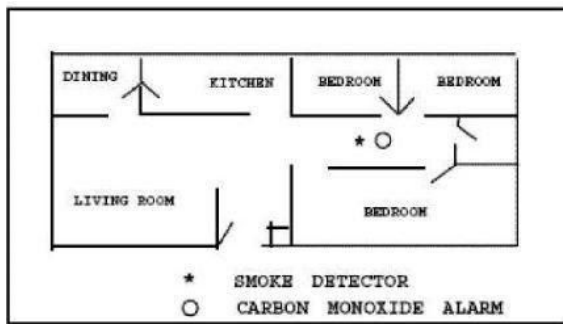 DINING
KITCHEN
BEDROOM
BEDROOM
LIVING ROOM
BEDROOM
* SMOKE DETECTOR
○ CARBON MONOXIDE ALARM